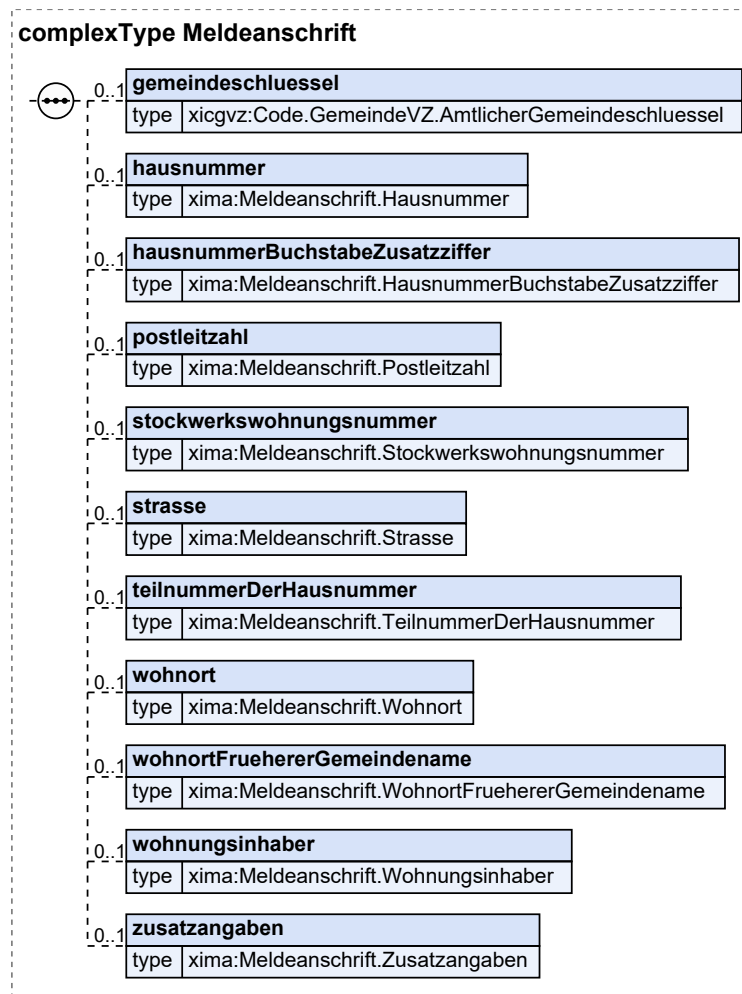 complexType Meldeanschrift
0..1 gemeindeschluessel
type xicgvz:Code.GemeindeVZ.AmtlicherGemeindeschluessel
0..1 hausnummer
type xima:Meldeanschrift.Hausnummer
0..1 hausnummerBuchstabeZusatzziffer
type xima:Meldeanschrift.HausnummerBuchstabeZusatzziffer
0..1 postleitzahl
type xima:Meldeanschrift.Postleitzahl
0..1 stockwerkswohnungsnummer
type xima:Meldeanschrift.Stockwerkswohnungsnummer
0..1 strasse
type xima:Meldeanschrift.Strasse
0..1 teilnummerDerHausnummer
type xima:Meldeanschrift.TeilnummerDerHausnummer
0..1 wohnort
type xima:Meldeanschrift.Wohnort
0..1 wohnortFruehererGemeindename
type xima:Meldeanschrift.WohnortFruehererGemeindename
0..1 wohnungsinhaber
type xima:Meldeanschrift.Wohnungsinhaber
0..1 zusatzangaben
type xima:Meldeanschrift.Zusatzangaben